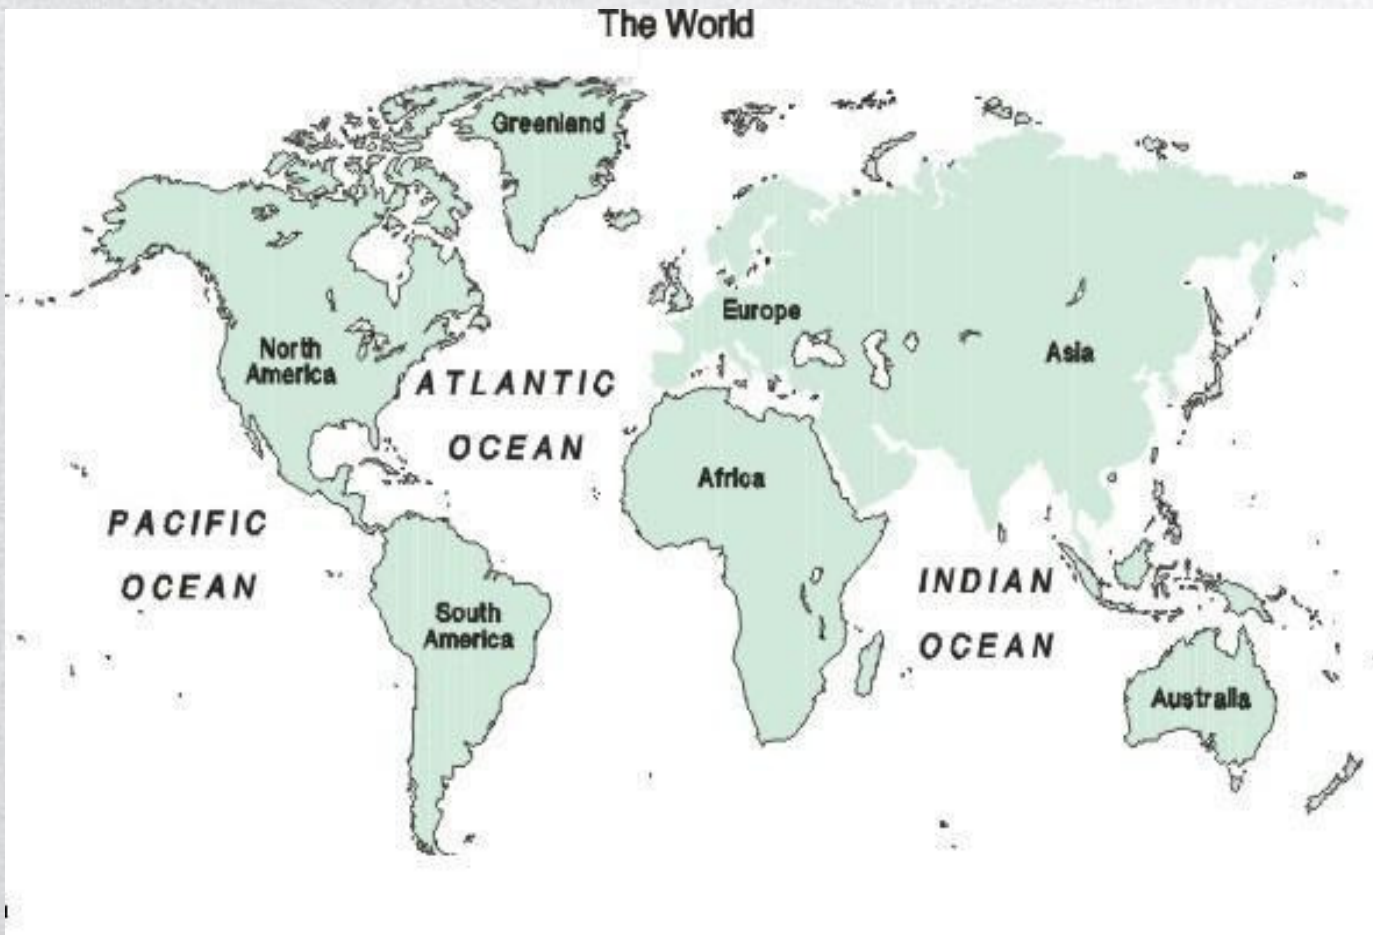 The World
Greenland
Europe
North
America
Asia
ATLANTIC
OCEAN
Africa
PACIFIC
OCEAN
INDIAN
OCEAN
South
America
Australia